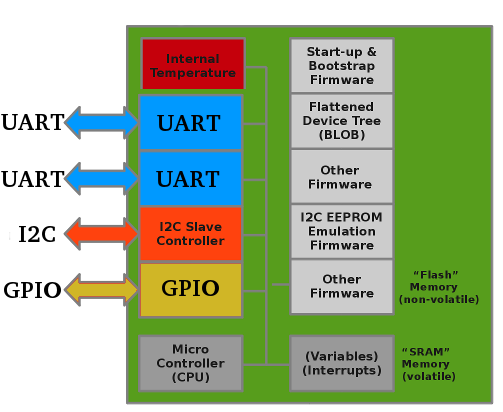 Internal
Temperature
Start-up &
Bootstrap
Firmware
UART
UART
Flattened
Device Tree
(BLOB)
UART
UART
Other
Firmware
I2C
I2C Slave
Controller
I2C EEPROM
Emulation
Firmware
GPIO
GPIO
Other
Firmware
“Flash”
Memory
(non-volatile)
Micro
Controller
(CPU)
(Variables)
(Interrupts)
“SRAM”
Memory
(volatile)